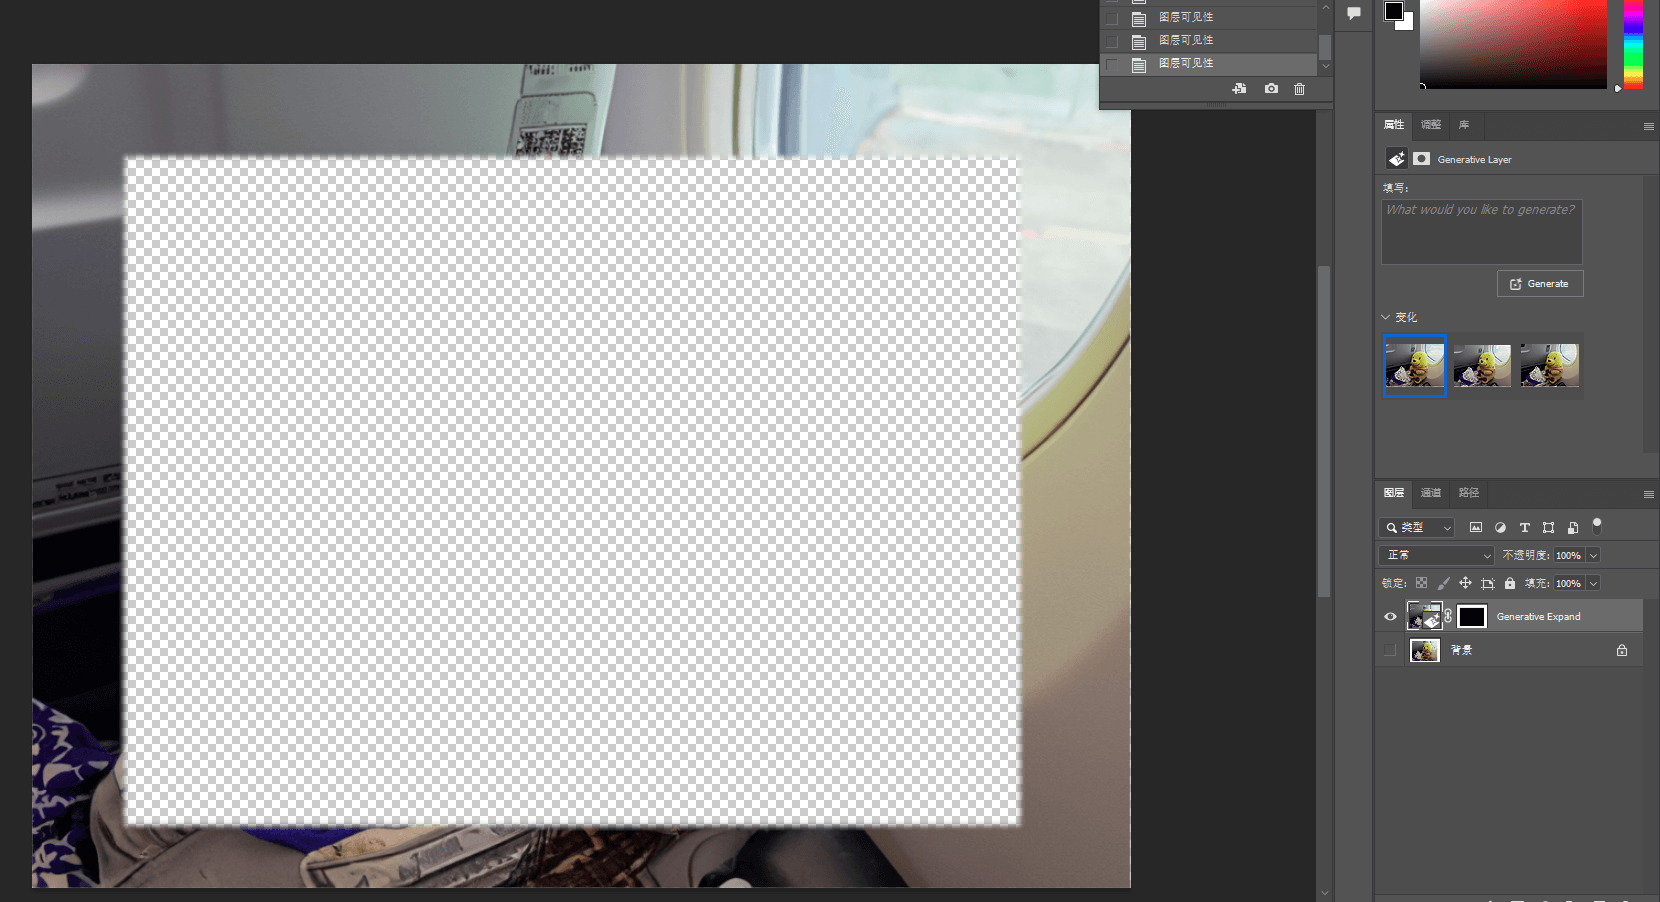 图层可见性
图层可见性
图层可见性
属性 调整 库
Generative Layer
填写:
What would you like to generate?
Generate
变化
图层 通道 路径
类型
正常 不透明度: 100%
锁定: 填充: 100%
Generative Expand
背景